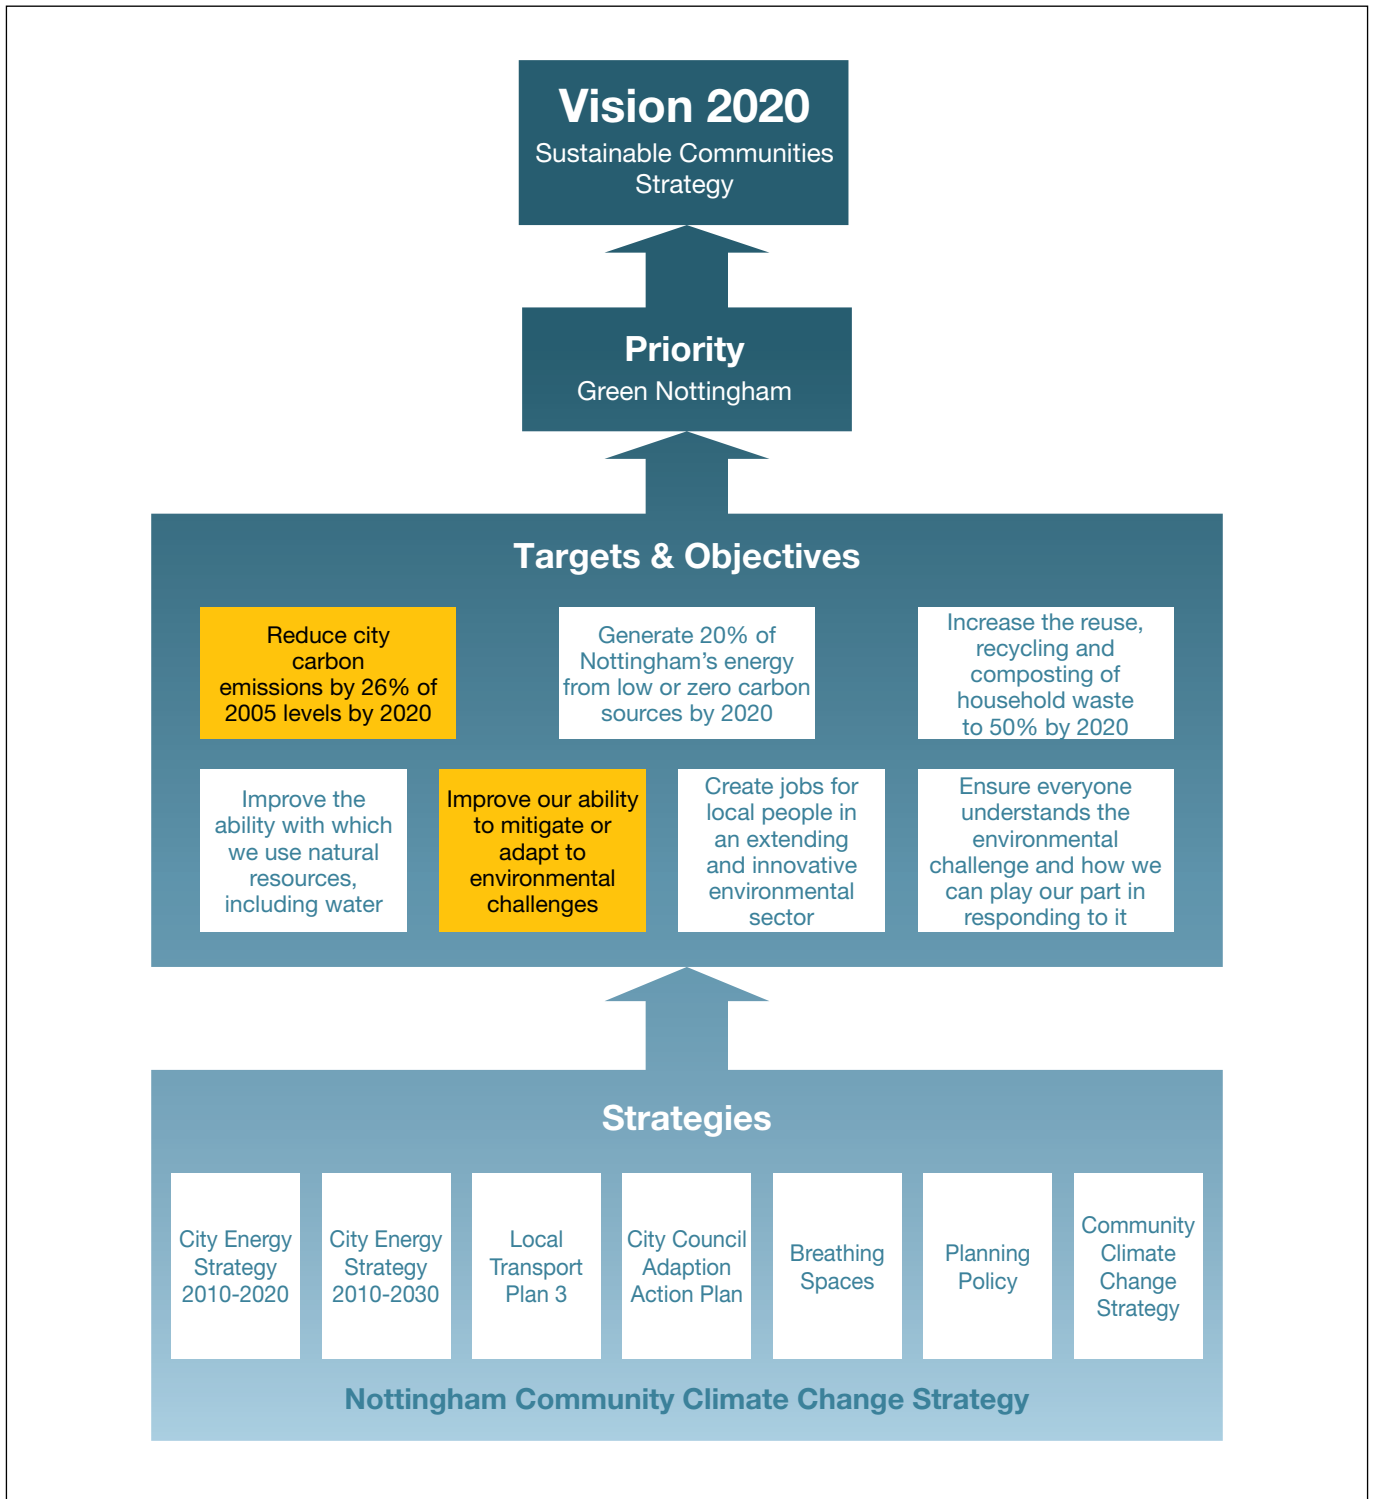 Vision 2020
Sustainable Communities
Strategy
Priority
Green Nottingham
Targets & Objectives
Reduce city
carbon
emissions by 26% of
2005 levels by 2020
Generate 20% of
Nottingham’s energy
from low or zero carbon
sources by 2020
Increase the reuse,
recycling and
composting of
household waste
to 50% by 2020
Improve the
ability with which
we use natural
resources,
including water
Improve our ability
to mitigate or
adapt to
environmental
challenges
Create jobs for
local people in
an extending
and innovative
environmental
sector
Ensure everyone
understands the
environmental
challenge and how we
can play our part in
responding to it
Strategies
City Energy
Strategy
2010-2020
City Energy
Strategy
2010-2030
Local
Transport
Plan 3
City Council
Adaption
Action Plan
Breathing
Spaces
Planning
Policy
Community
Climate
Change
Strategy
Nottingham Community Climate Change Strategy